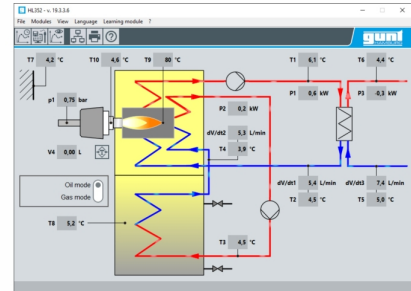 HL352 - v. 19.3.3.6
File Modules View Language Learning module ?
gunt
T7 4,2 °C T10 4,6 °C T9 80 °C T1 6,1 °C T6 4,4 °C
P2 0,2 kW P1 0,6 kW P3 -0,3 kW
p1 0,75 bar
dV/dt2 5,3 L/min
V4 0,00 L T4 3,9 °C
Oil mode dV/dt1 5,4 L/min dV/dt3 7,4 L/min
Gas mode T2 4,5 °C T5 5,0 °C
T8 5,2 °C
T3 4,5 °C